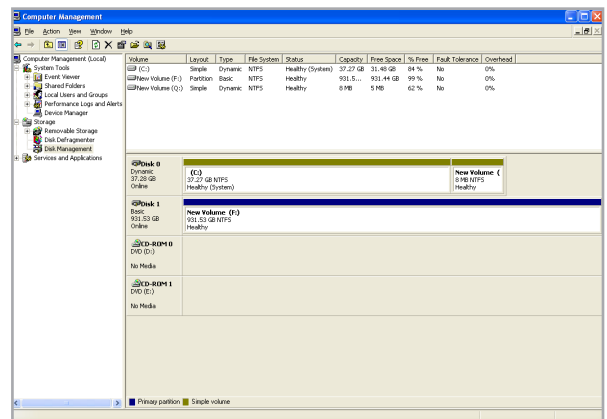 Computer Management
File Action View Window Help
Computer Management (Local)
System Tools
Event Viewer
Shared Folders
Local Users and Groups
Performance Logs and Alerts
Device Manager
Storage
Removable Storage
Disk Defragmenter
Disk Management
Services and Applications
Volume Layout Type File System Status Capacity Free Space % Free Fault Tolerance Overhead
(C:) Simple Dynamic NTFS Healthy (System) 37.27 GB 31.48 GB 84 % No 0%
New Volume (F:) Partition Basic NTFS Healthy 931.5... 931.44 GB 99 % No 0%
New Volume (Q:) Simple Dynamic NTFS Healthy 8 MB 5 MB 62 % No 0%
Disk 0
Dynamic
37.28 GB
Online
(C:)
37.27 GB NTFS
Healthy (System)
New Volume (
8 MB NTFS
Healthy
Disk 1
Basic
931.53 GB
Online
New Volume (F:)
931.53 GB NTFS
Healthy
CD-ROM 0
DVD (D:)
No Media
CD-ROM 1
DVD (E:)
No Media
Primary partition Simple volume